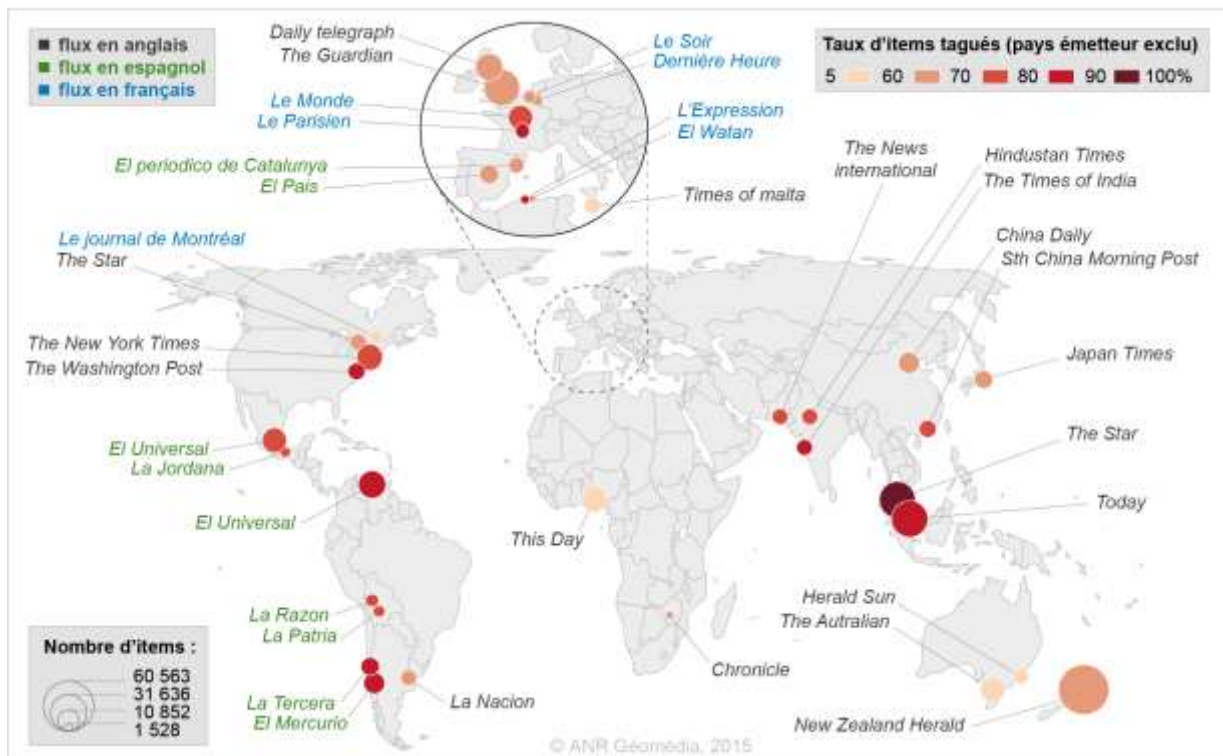 flux en anglais
flux en espagnol
flux en français
Daily telegraph
The Guardian
Le Monde
Le Parisien
El periodico de Catalunya
El País
Le Soir
Dernière Heure
L'Expression
El Watan
Times of malta
Taux d'items tagués (pays émetteur exclu)
5 60 70 80 90 100%
The News
international
Hindustan Times
The Times of India
China Daily
Sth China Morning Post
Japan Times
The Star
Today
Le journal de Montréal
The Star
The New York Times
The Washington Post
El Universal
La Jordana
El Universal
This Day
La Razon
La Patria
La Tercera
El Mercurio
La Nacion
Chronicle
Herald Sun
The Autralian
New Zealand Herald
Nombre d'items :
60 563
31 636
10 852
1 528
© ANR Géomédia, 2015